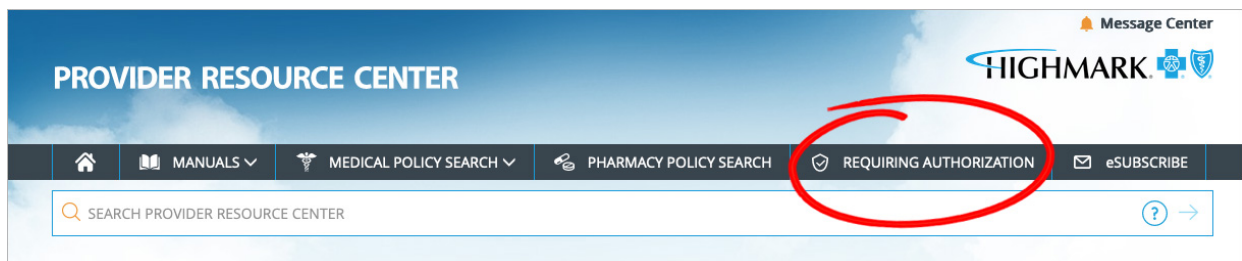 Message Center
PROVIDER RESOURCE CENTER
HIGHMARK.
MANUALS MEDICAL POLICY SEARCH PHARMACY POLICY SEARCH REQUIRING AUTHORIZATION eSUBSCRIBE
SEARCH PROVIDER RESOURCE CENTER ?